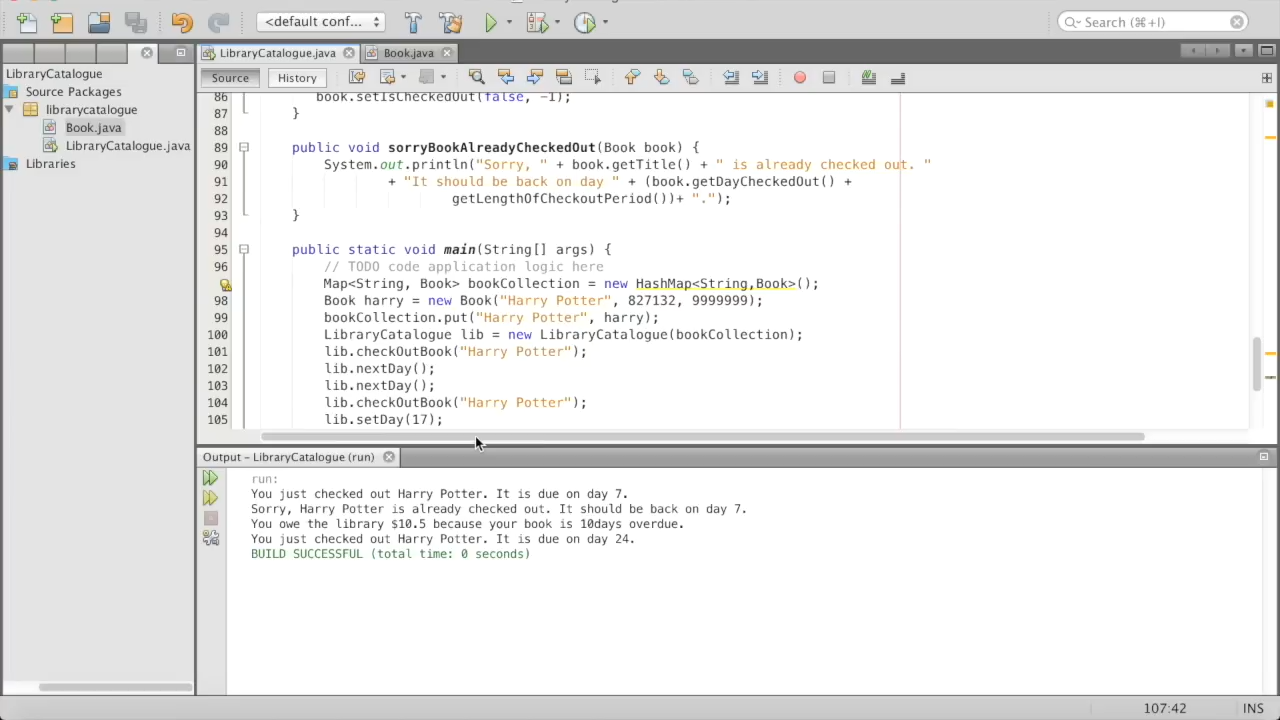 <default conf...
Search (⌘+I)
LibraryCatalogue.java
Book.java
LibraryCatalogue
Source
History
Source Packages
librarycatalogue
Book.java
LibraryCatalogue.java
Libraries
86 book.setIsCheckedOut(false, -1);
87 }
88
89 public void sorryBookAlreadyCheckedOut(Book book) {
90 System.out.println("Sorry, " + book.getTitle() + " is already checked out. "
91 + "It should be back on day " + (book.getDayCheckedOut() +
92 getLengthOfCheckoutPeriod())+ ".");
93 }
94
95 public static void main(String[] args) {
96 // TODO code application logic here
Map<String, Book> bookCollection = new HashMap<String,Book>();
98 Book harry = new Book("Harry Potter", 827132, 9999999);
99 bookCollection.put("Harry Potter", harry);
100 LibraryCatalogue lib = new LibraryCatalogue(bookCollection);
101 lib.checkOutBook("Harry Potter");
102 lib.nextDay();
103 lib.nextDay();
104 lib.checkOutBook("Harry Potter");
105 lib.setDay(17);
Output – LibraryCatalogue (run)
run:
You just checked out Harry Potter. It is due on day 7.
Sorry, Harry Potter is already checked out. It should be back on day 7.
You owe the library $10.5 because your book is 10days overdue.
You just checked out Harry Potter. It is due on day 24.
BUILD SUCCESSFUL (total time: 0 seconds)
107:42
INS